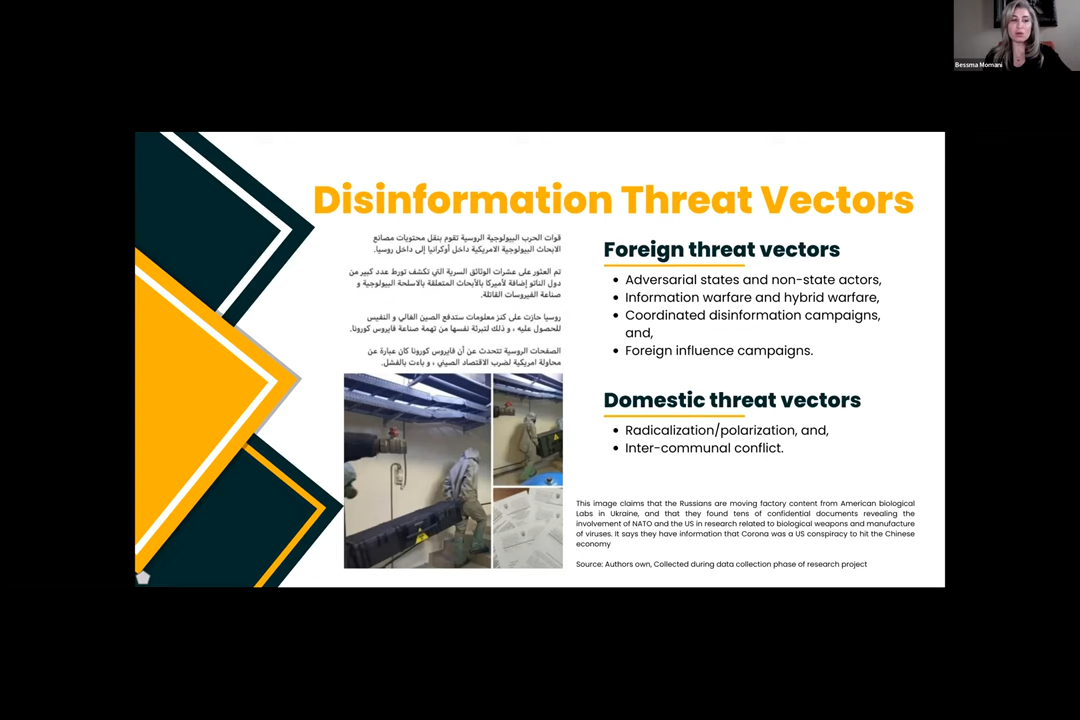 Bessma Momani
Disinformation Threat Vectors
قوات الحرب البيولوجية الروسية تقوم بنقل محتويات مصانع
الابحاث البيولوجية الامريكية داخل أوكرانيا إلى داخل روسيا.
تم العثور على عشرات الوثائق السرية التي تكشف تورط عدد كبير من
دول الناتو إضافة لأميركا بالأبحاث المتعلقة بالاسلحة البيولوجية و
صناعة الفيروسات القاتلة.
روسيا حازت على كنز معلومات ستدفع الصين الغالي و النفيس
للحصول عليه ، و ذلك لتبرئة نفسها من تهمة صناعة فايروس كورونا.
الصفحات الروسية تتحدث عن أن فايروس كورونا كان عبارة عن
محاولة امريكية لضرب الاقتصاد الصيني ، و باءت بالفشل.
Foreign threat vectors
• Adversarial states and non-state actors,
• Information warfare and hybrid warfare,
• Coordinated disinformation campaigns,
and,
• Foreign influence campaigns.
Domestic threat vectors
• Radicalization/polarization, and,
• Inter-communal conflict.
This image claims that the Russians are moving factory content from American biological
Labs in Ukraine, and that they found tens of confidential documents revealing the
involvement of NATO and the US in research related to biological weapons and manufacture
of viruses. It says they have information that Corona was a US conspiracy to hit the Chinese
economy
Source: Authors own, Collected during data collection phase of research project